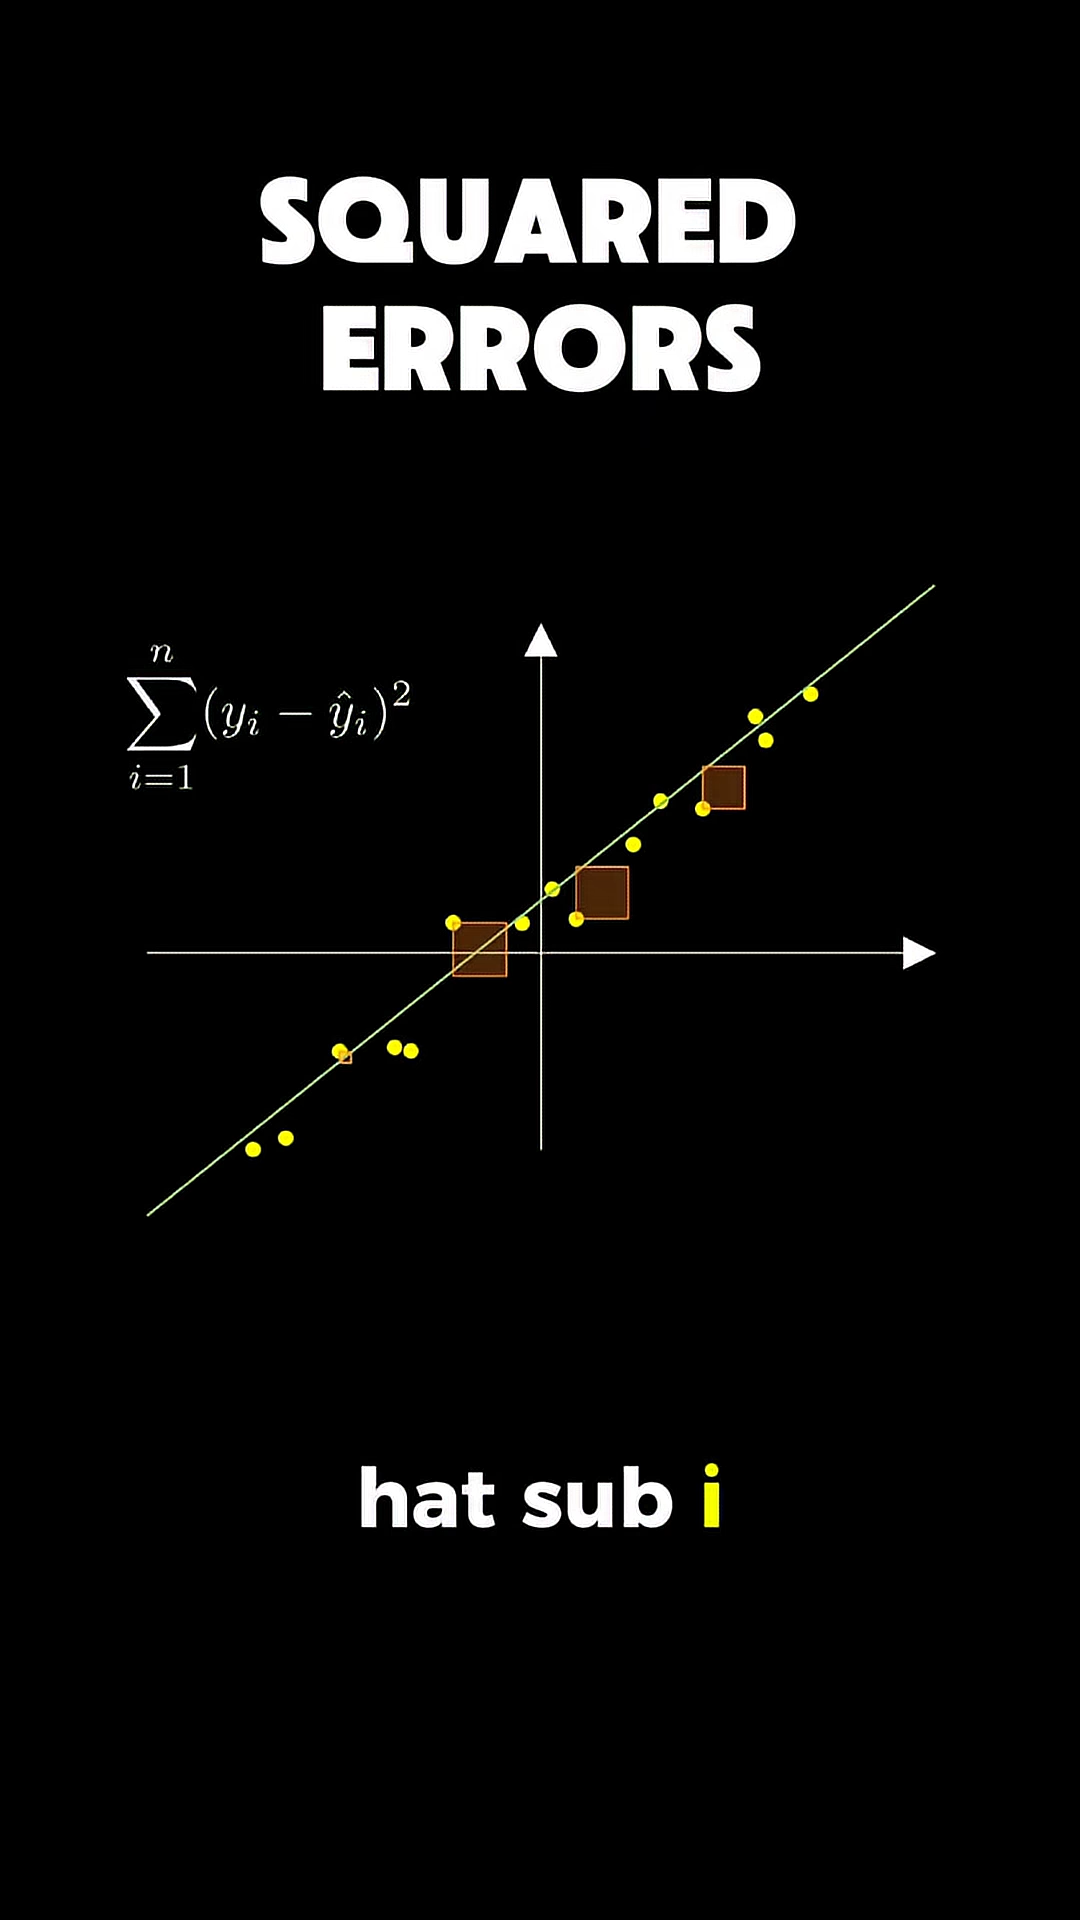 SQUARED
ERRORS
n
∑(yᵢ − ŷᵢ)²
i=1
hat sub i